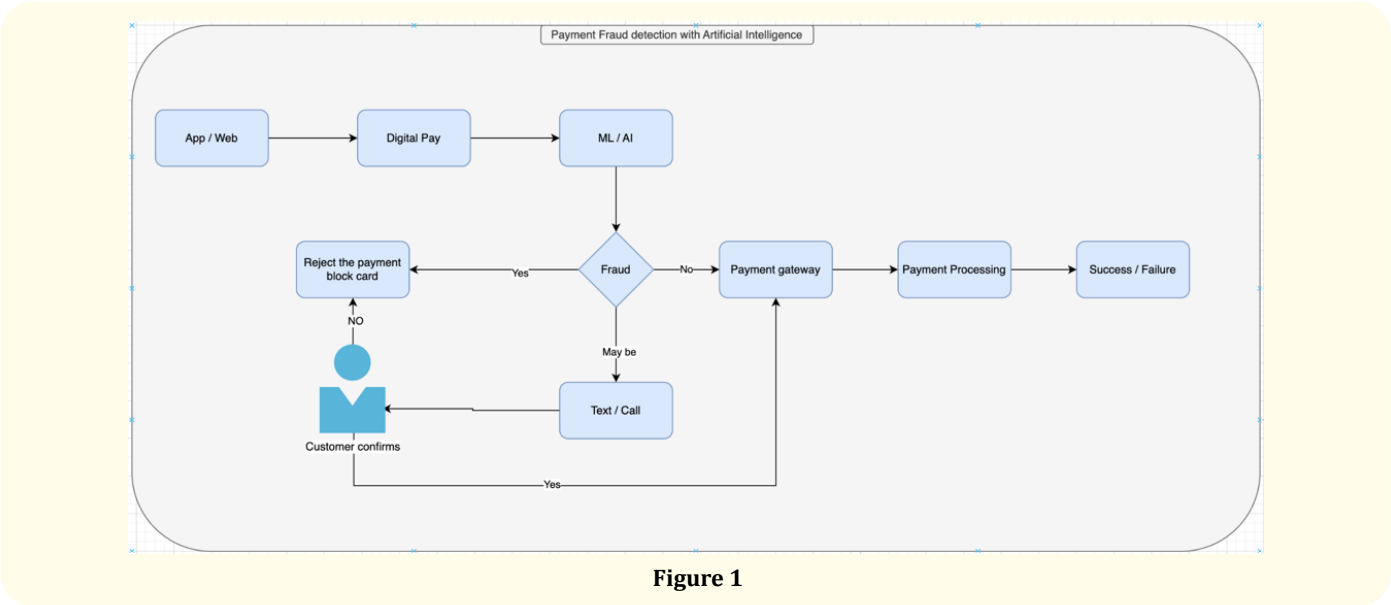 Payment Fraud detection with Artificial Intelligence
App / Web
Digital Pay
ML / AI
Reject the payment
block card
Yes
Fraud
No
Payment gateway
Payment Processing
Success / Failure
NO
May be
Text / Call
Customer confirms
Yes
Figure 1